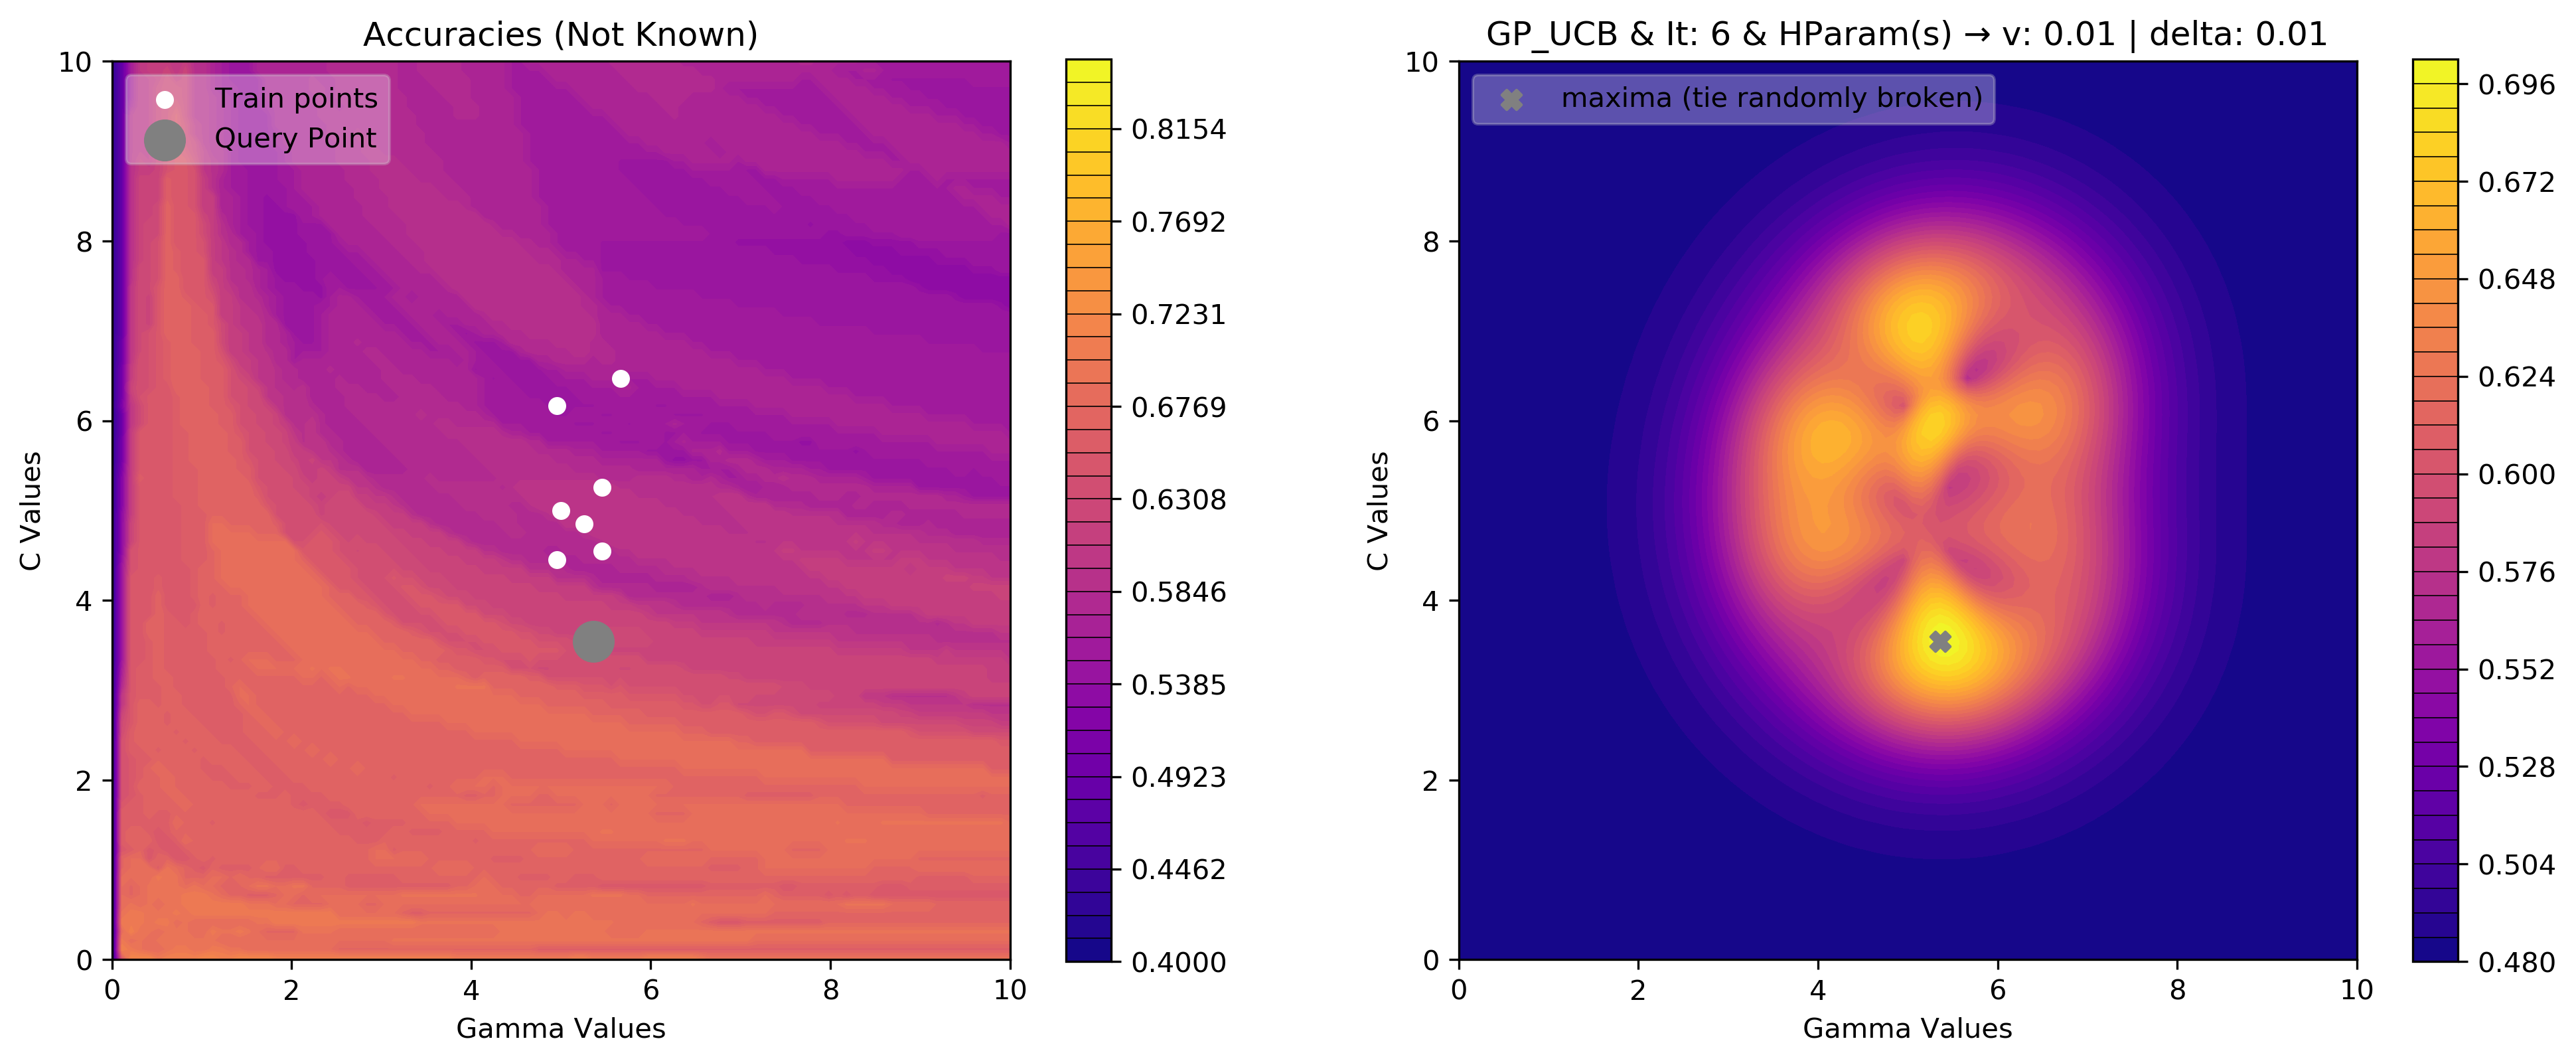 Accuracies (Not Known)
Train points
Query Point
10
8
6
4
2
0
C Values
0 2 4 6 8 10
Gamma Values
0.8154
0.7692
0.7231
0.6769
0.6308
0.5846
0.5385
0.4923
0.4462
0.4000
GP_UCB & It: 6 & HParam(s) → v: 0.01 | delta: 0.01
maxima (tie randomly broken)
10
8
6
4
2
0
C Values
0 2 4 6 8 10
Gamma Values
0.696
0.672
0.648
0.624
0.600
0.576
0.552
0.528
0.504
0.480